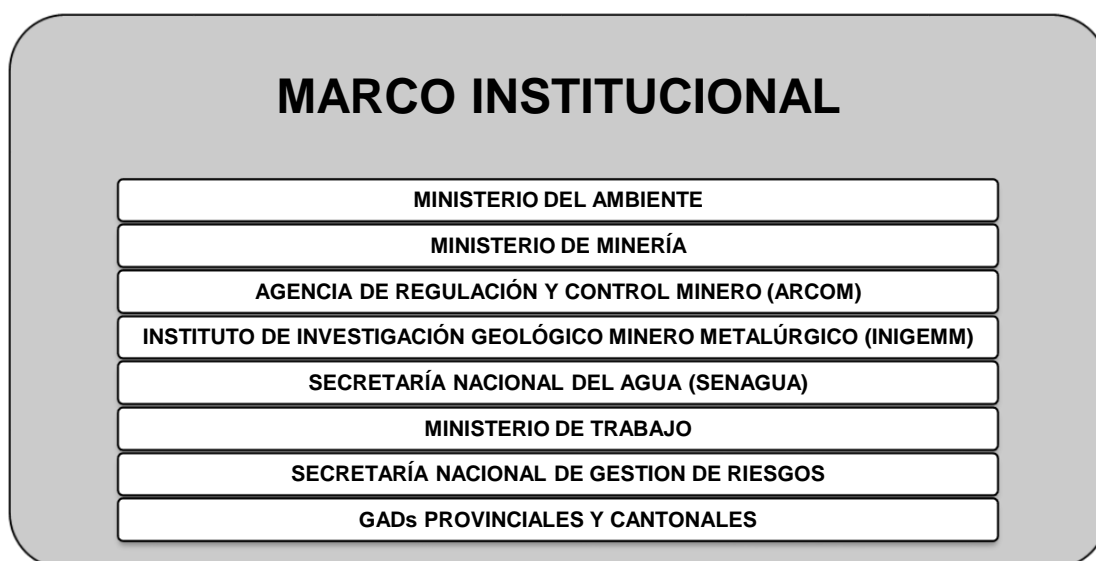 MARCO INSTITUCIONAL
MINISTERIO DEL AMBIENTE
MINISTERIO DE MINERÍA
AGENCIA DE REGULACIÓN Y CONTROL MINERO (ARCOM)
INSTITUTO DE INVESTIGACIÓN GEOLÓGICO MINERO METALÚRGICO (INIGEMM)
SECRETARÍA NACIONAL DEL AGUA (SENAGUA)
MINISTERIO DE TRABAJO
SECRETARÍA NACIONAL DE GESTION DE RIESGOS
GADs PROVINCIALES Y CANTONALES